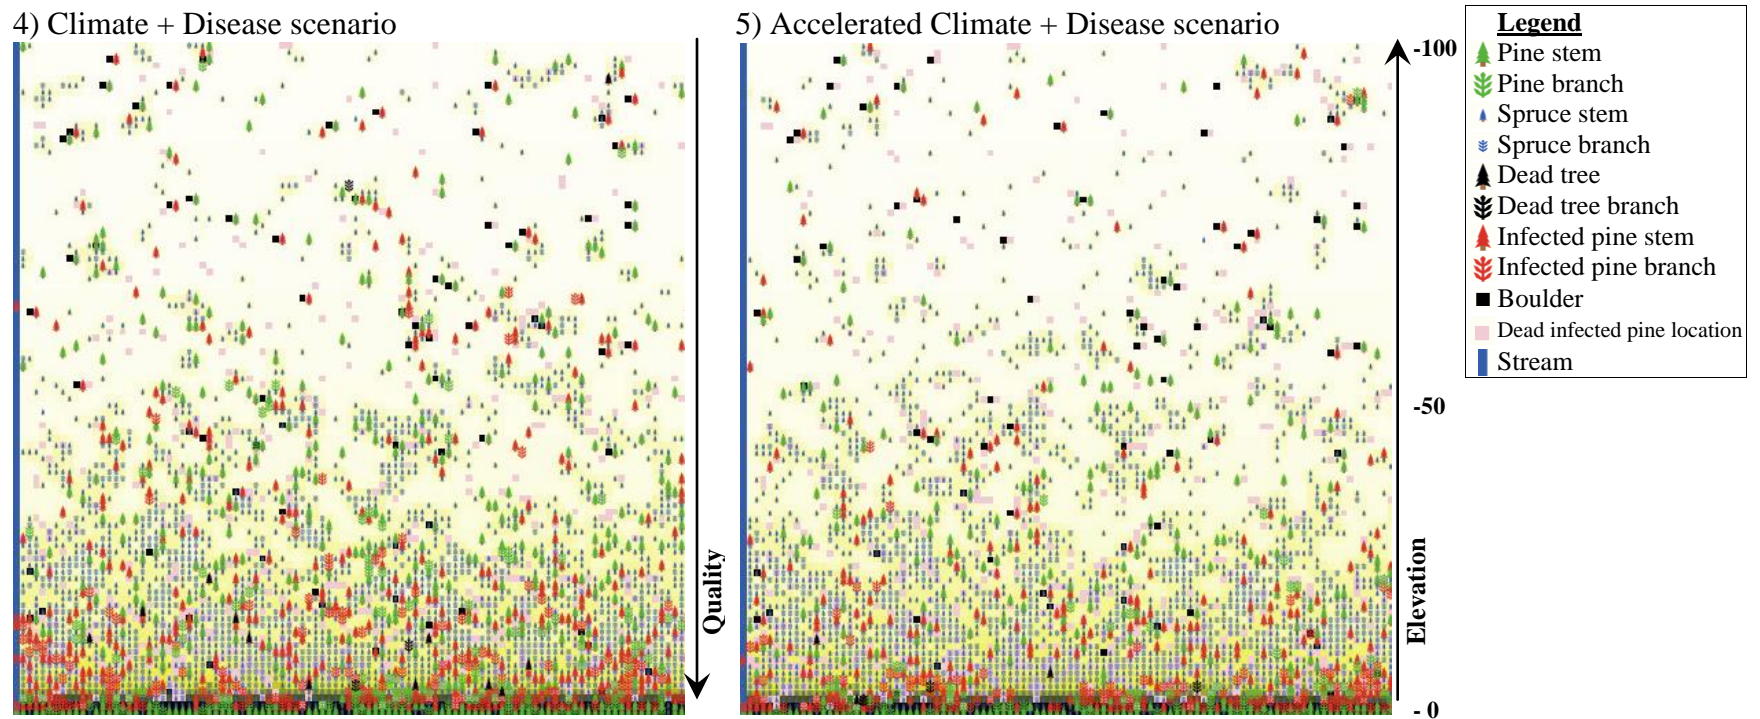 4) Climate + Disease scenario
5) Accelerated Climate + Disease scenario
Quality
Elevation
-100
-50
- 0
Legend
Pine stem
Pine branch
Spruce stem
Spruce branch
Dead tree
Dead tree branch
Infected pine stem
Infected pine branch
Boulder
Dead infected pine location
Stream